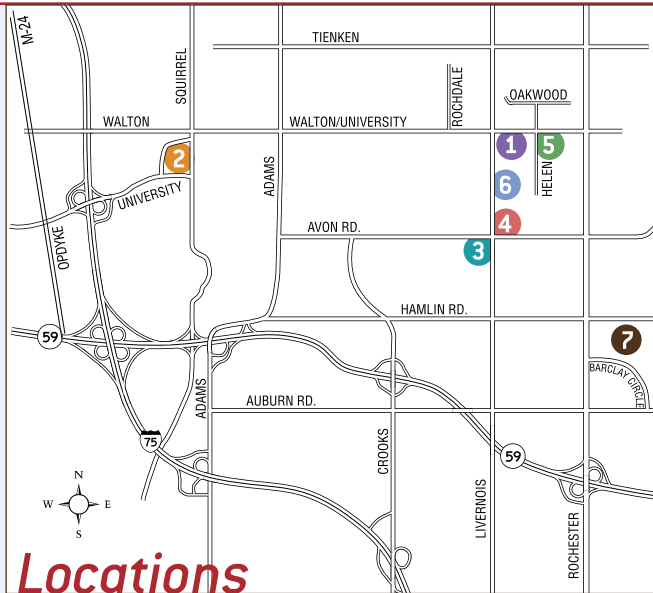 M-24
TIENKEN
SQUIRREL
ROCHDALE
OAKWOOD
WALTON
WALTON/UNIVERSITY
1
5
2
ADAMS
HELEN
6
UNIVERSITY
OPDYKE
AVON RD.
4
3
HAMLIN RD.
59
7
BARCLAY CIRCLE
ADAMS
AUBURN RD.
75
CROOKS
59
N
W E
S
LIVERNOIS
ROCHESTER
Locations